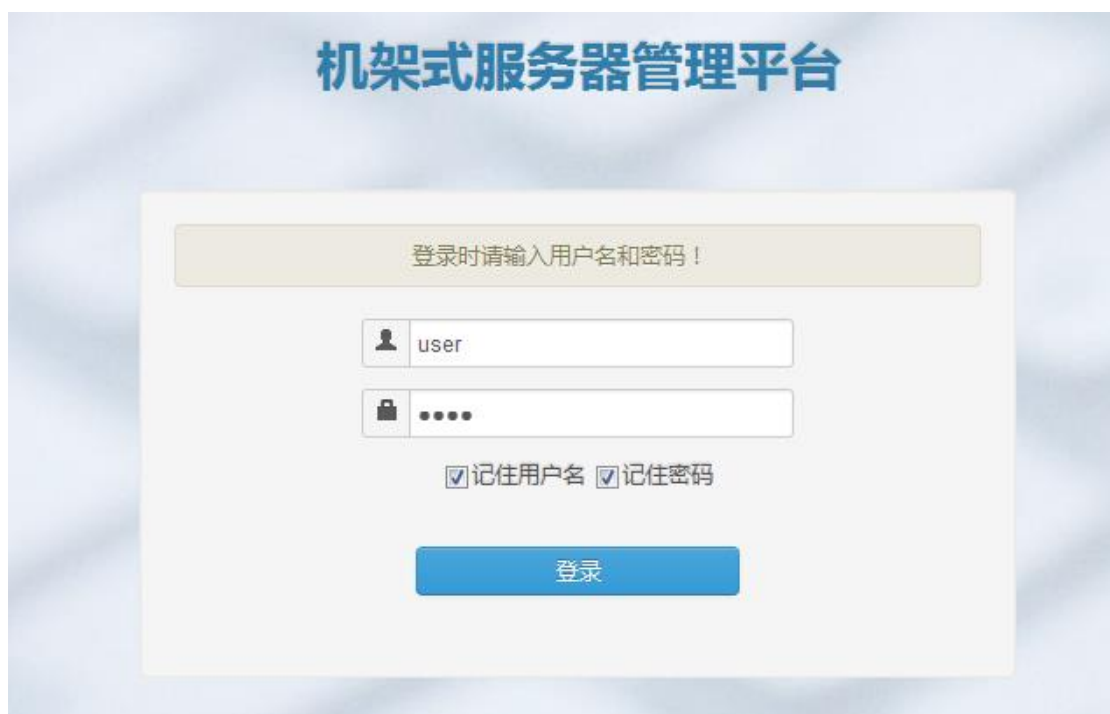 机架式服务器管理平台
登录时请输入用户名和密码！
user
••••
记住用户名 记住密码
登录